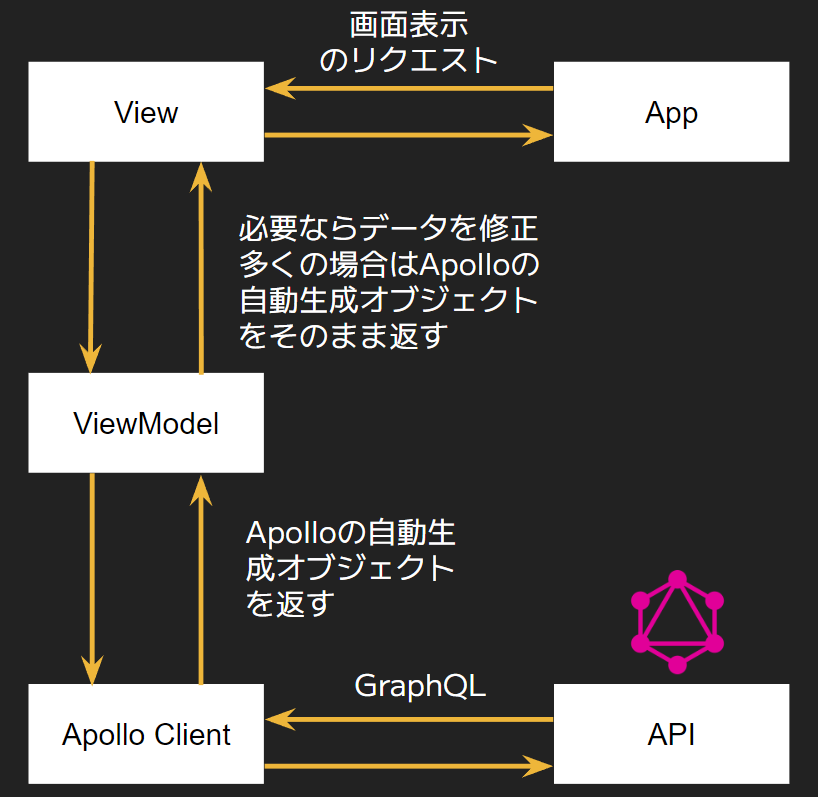 画面表示
のリクエスト
View
App
必要ならデータを修正
多くの場合はApolloの
自動生成オブジェクト
をそのまま返す
ViewModel
Apolloの自動生
成オブジェクト
を返す
GraphQL
Apollo Client
API